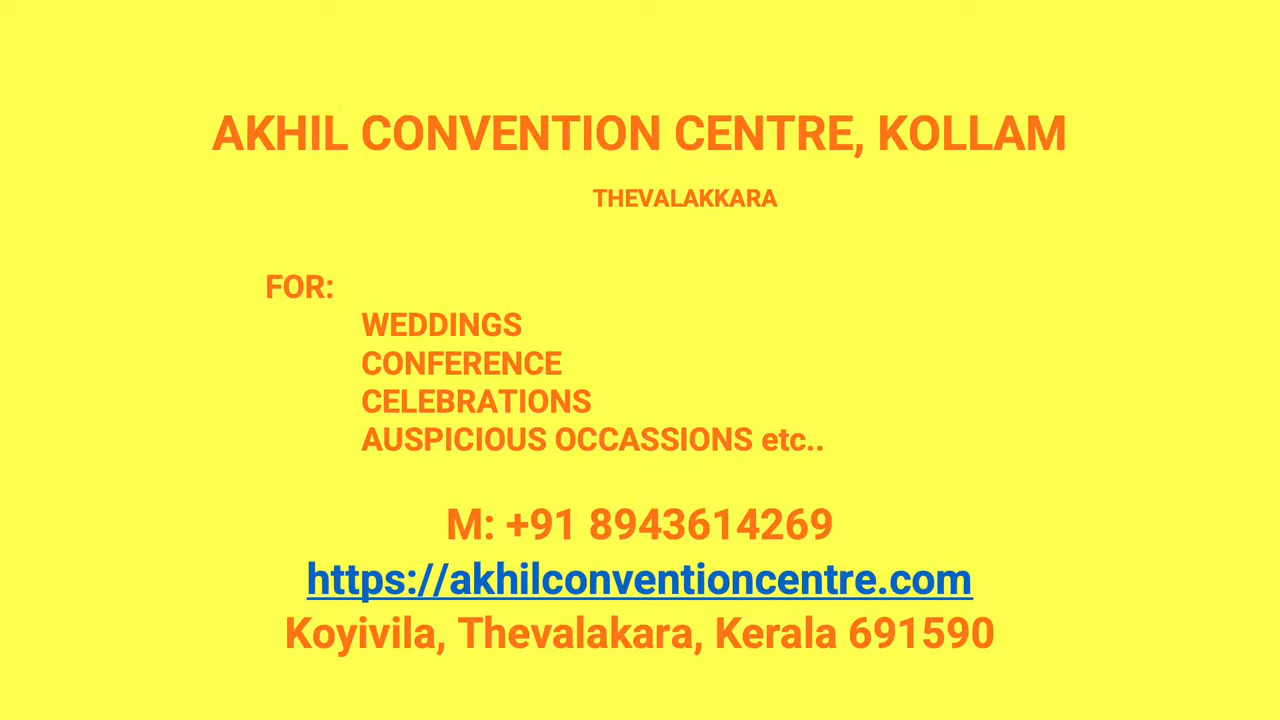 AKHIL CONVENTION CENTRE, KOLLAM
THEVALAKKARA
FOR:
WEDDINGS
CONFERENCE
CELEBRATIONS
AUSPICIOUS OCCASSIONS etc..
M: +91 8943614269
https://akhilconventioncentre.com
Koyivila, Thevalakara, Kerala 691590